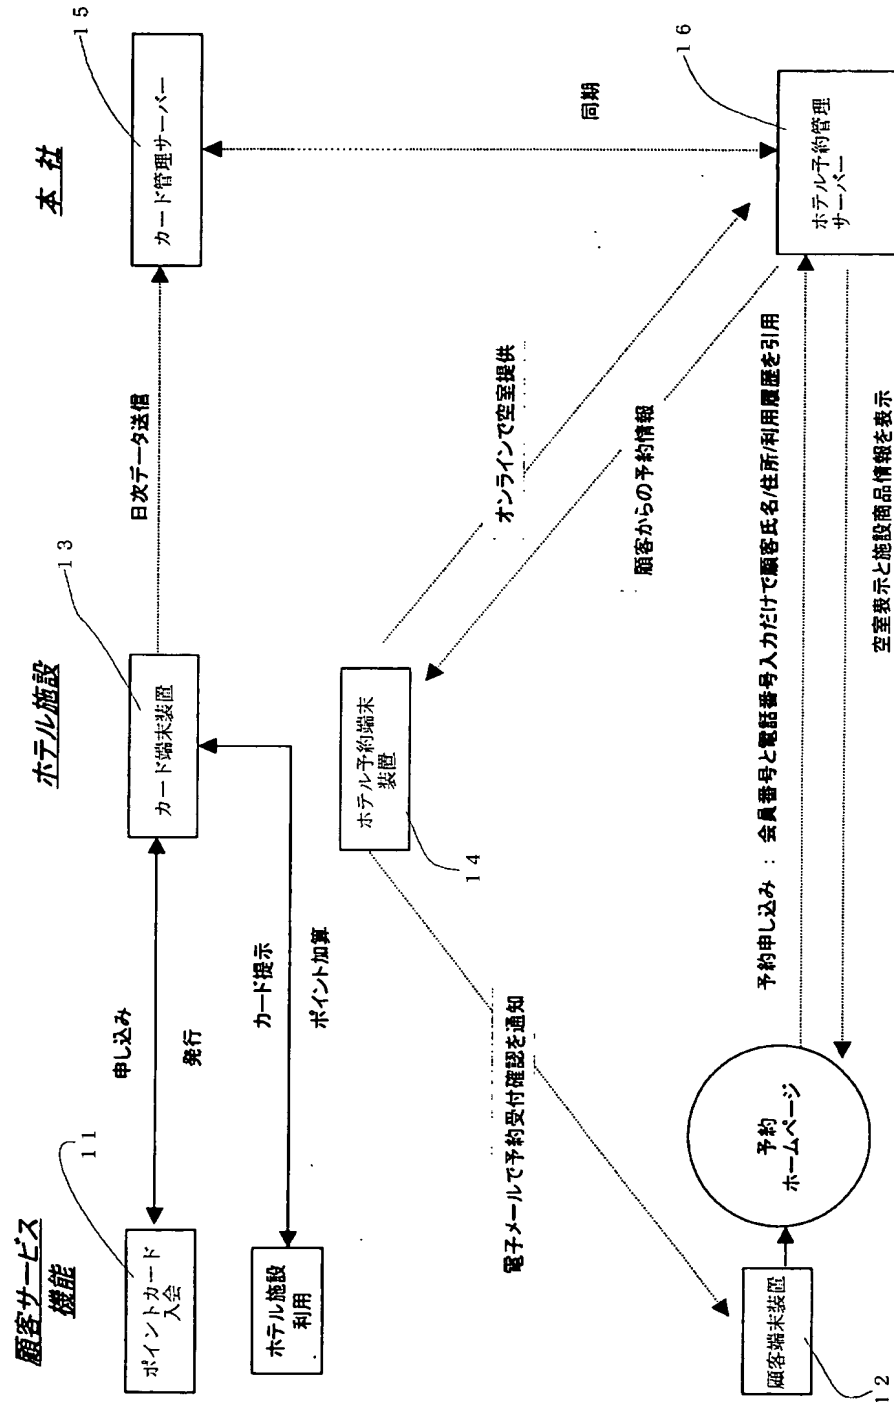 顧客サービス
機能
ホテル施設
本 社
11
ポイントカード
入会
申し込み
発行
13
カード端末装置
日次データ送信
15
カード管理サーバー
ホテル施設
利用
カード提示
ポイント加算
14
ホテル予約端末
装置
オンラインで空室提供
顧客からの予約情報
同期
電子メールで予約受付確認を通知
12
顧客端末装置
予約
ホームページ
予約申し込み : 会員番号と電話番号入力だけで顧客氏名/住所/利用履歴を引用
空室表示と施設商品情報を表示
16
ホテル予約管理
サーバー